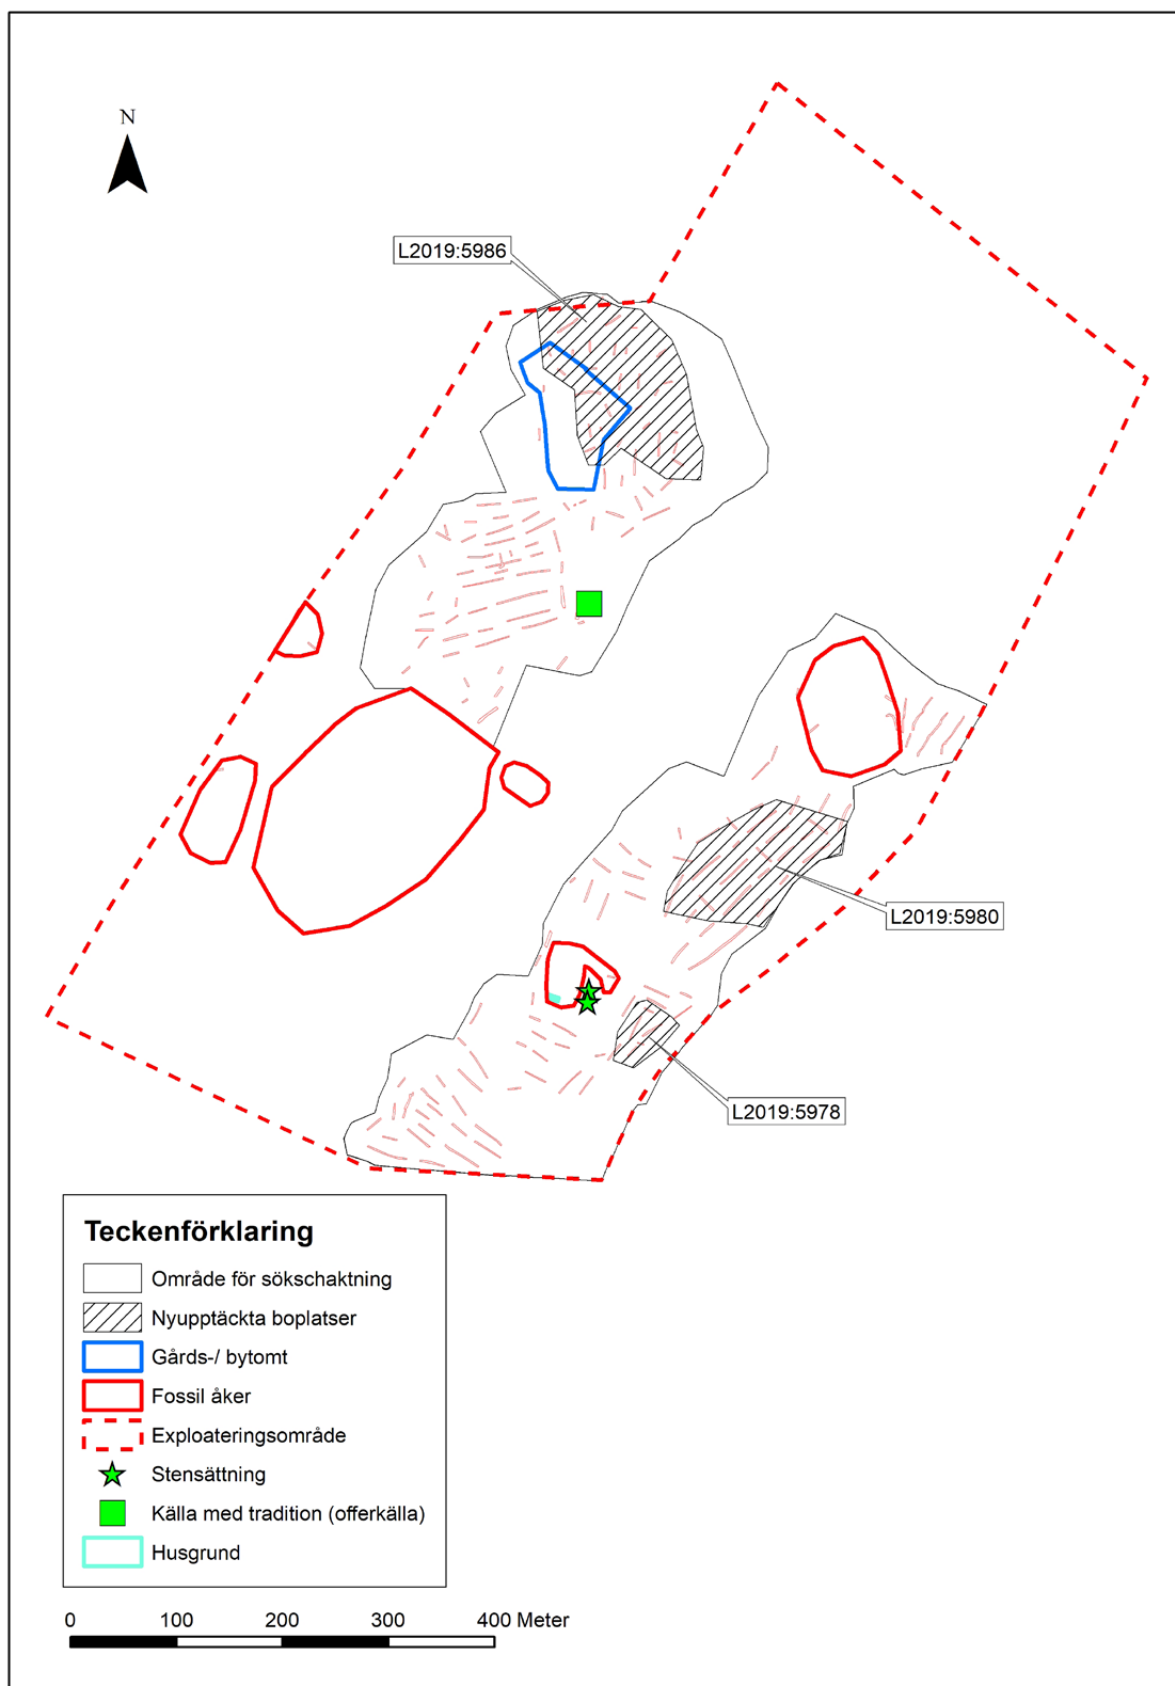 N
L2019:5986
L2019:5980
L2019:5978
Teckenförklaring
Område för sökschaktning
Nyupptäckta boplatser
Gårds-/ bytomt
Fossil åker
Exploateringsområde
Stensättning
Källa med tradition (offerkälla)
Husgrund
0 100 200 300 400 Meter